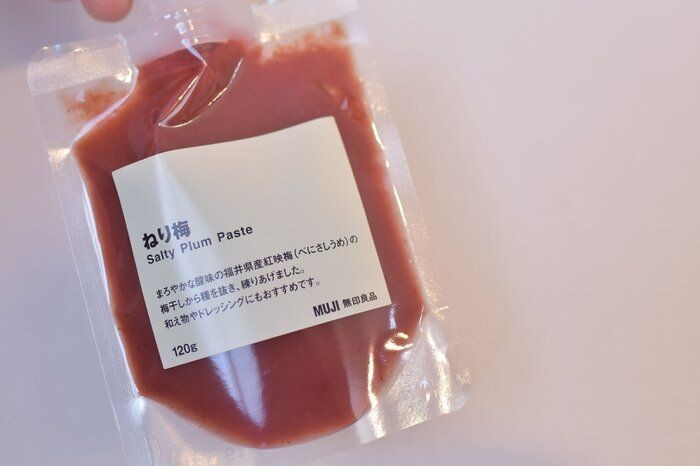 ねり梅
Salty Plum Paste
まろやかな酸味の福井県産紅映梅(べにさしうめ)の
梅干しから種を抜き、練りあげました。
和え物やドレッシングにもおすすめです。
MUJI 無印良品
120g